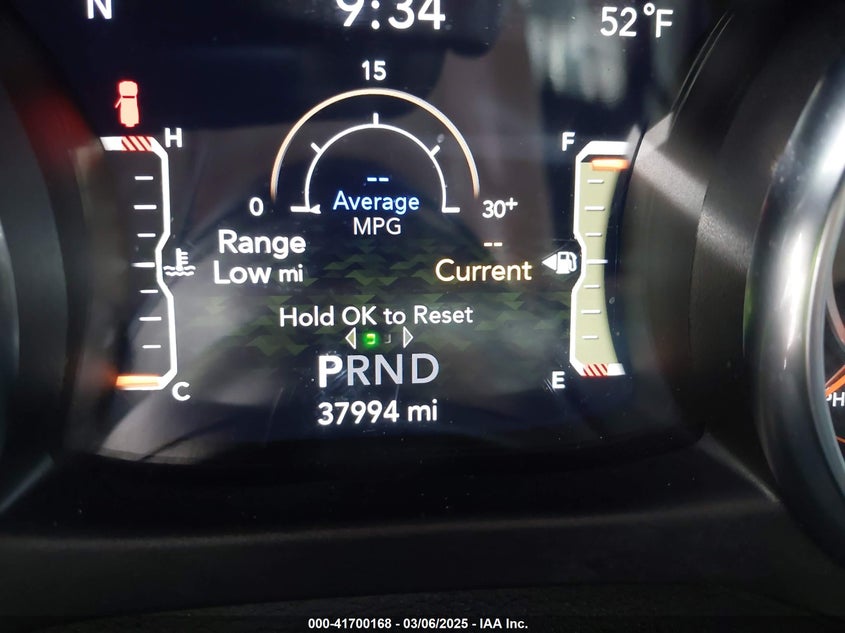 N 9:34 52°F
15
H F
0 -- 30+
Average
MPG
Range --
Low mi Current
Hold OK to Reset
C E
PRND
37994 mi
PH
000-41700168 — 03/06/2025 — IAA Inc.